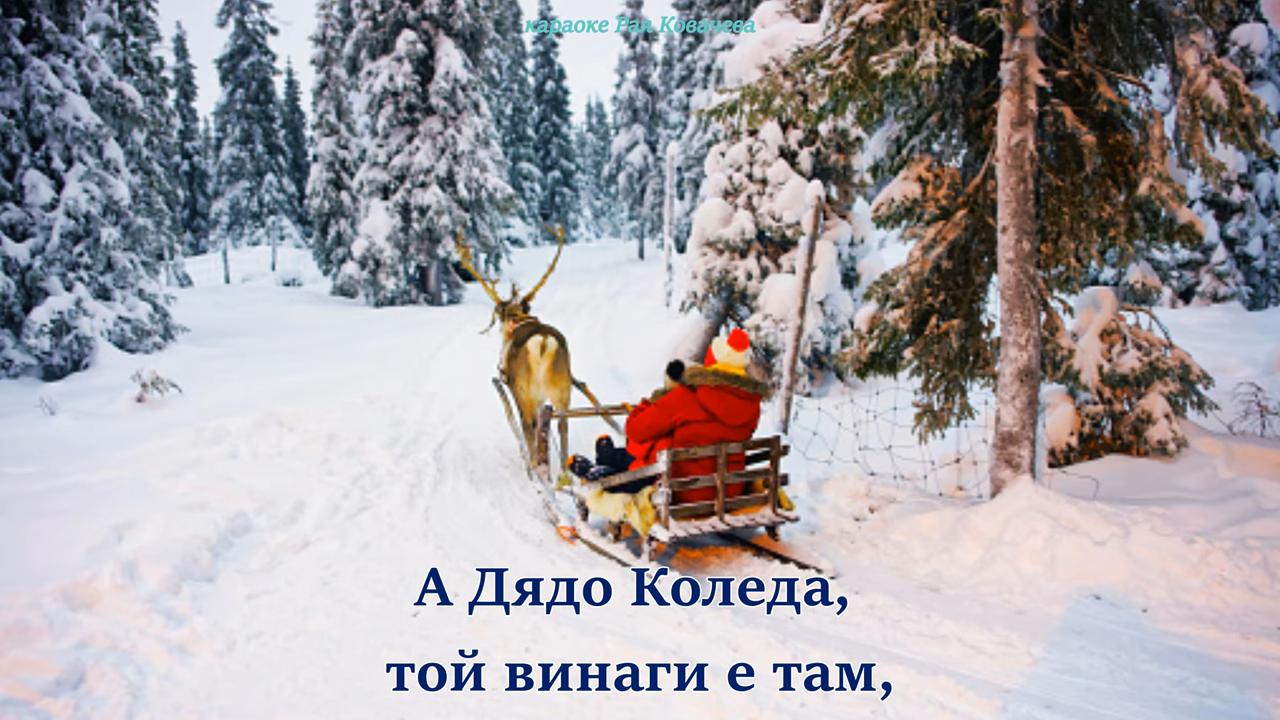 караоке Рая Ковачева
А Дядо Коледа,
той винаги е там,